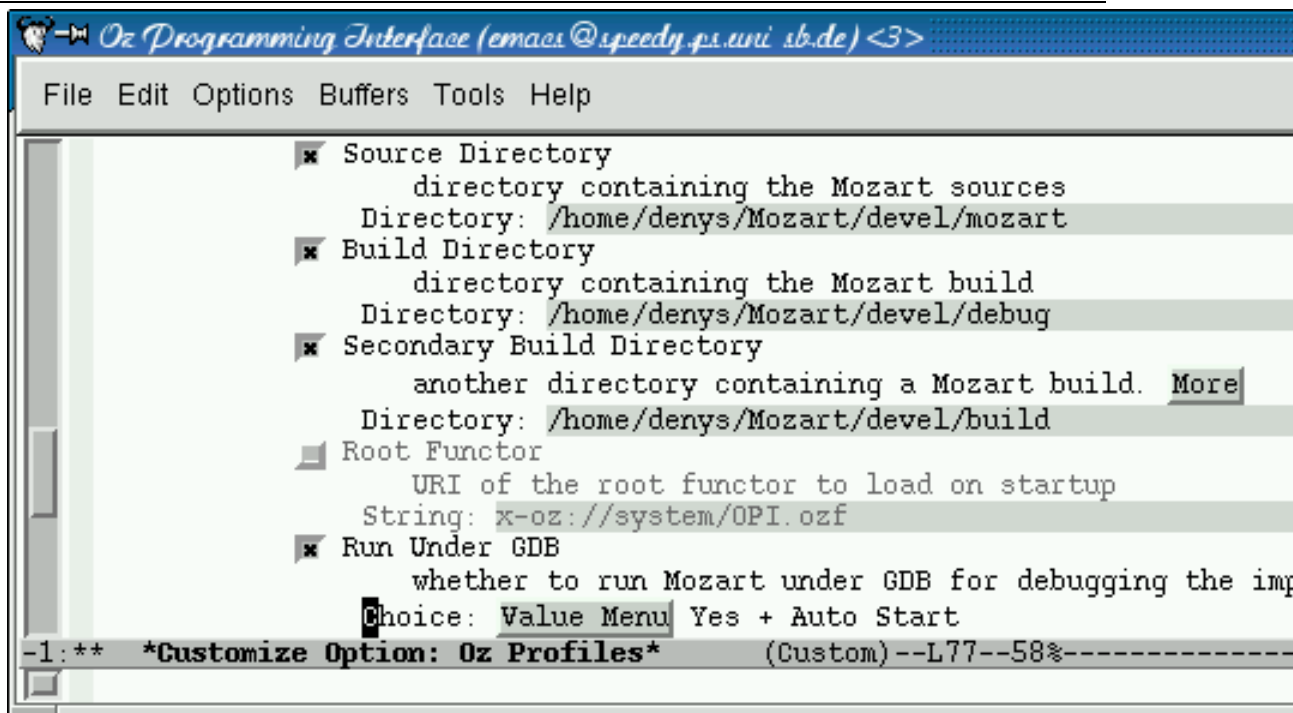 Oz Programming Interface (emacs@speedy.ps.uni sb.de) <3>
File Edit Options Buffers Tools Help
Source Directory
directory containing the Mozart sources
Directory: /home/denys/Mozart/devel/mozart
Build Directory
directory containing the Mozart build
Directory: /home/denys/Mozart/devel/debug
Secondary Build Directory
another directory containing a Mozart build. More
Directory: /home/denys/Mozart/devel/build
Root Functor
URI of the root functor to load on startup
String: x-oz://system/OPI.ozf
Run Under GDB
whether to run Mozart under GDB for debugging the imp
Choice: Value Menu Yes + Auto Start
-1:** *Customize Option: Oz Profiles* (Custom)--L77--58%--------------